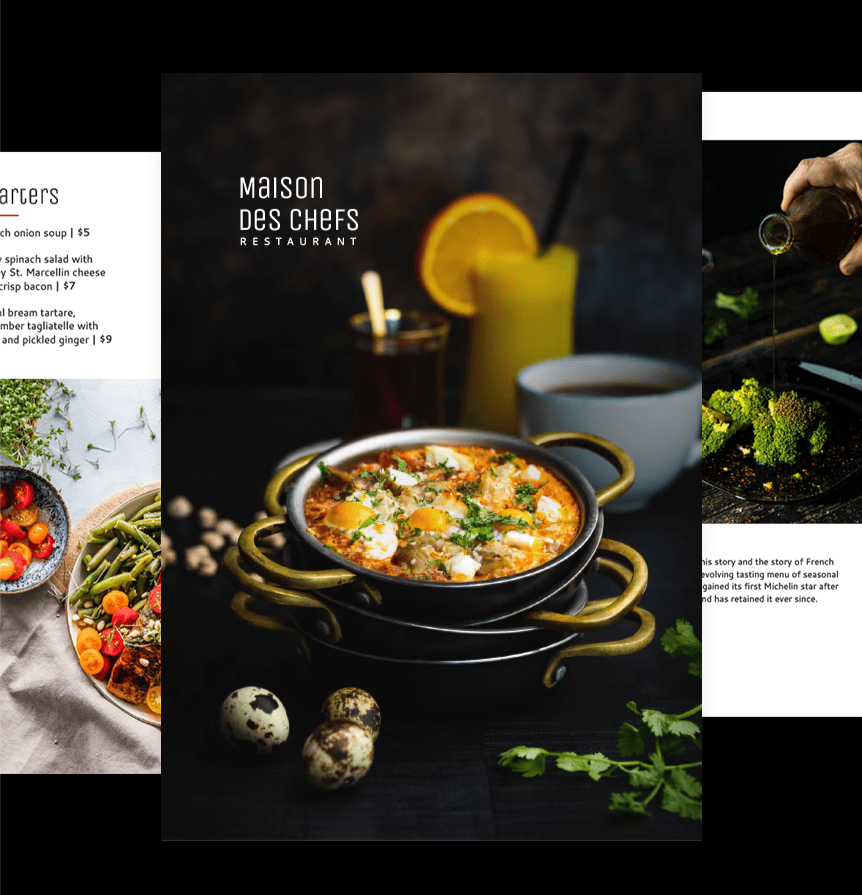 arters
ch onion soup | $5
spinach salad with
y St. Marcellin cheese
crisp bacon | $7
l bream tartare,
mber tagliatelle with
and pickled ginger | $9
Maison
des Chefs
RESTAURANT
his story and the story of French
evolving tasting menu of seasonal
gained its first Michelin star after
nd has retained it ever since.